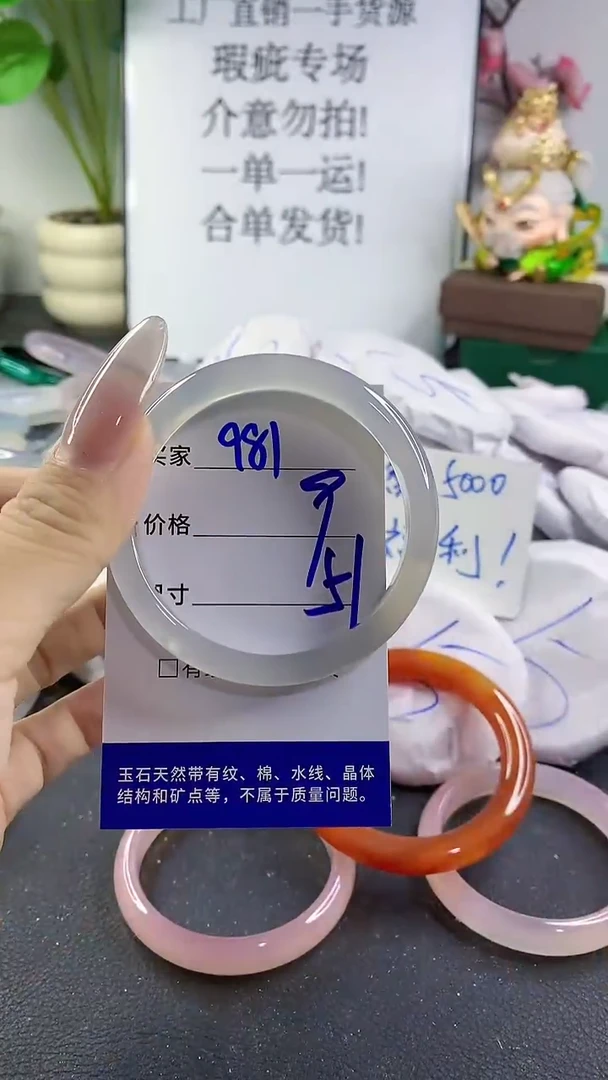 工厂直销一手货源
瑕疵专场
介意勿拍!
一单一运!
合单发货!
买家 981
价格
寸 51
5000
利!
玉石天然带有纹、棉、水线、晶体
结构和矿点等，不属于质量问题。